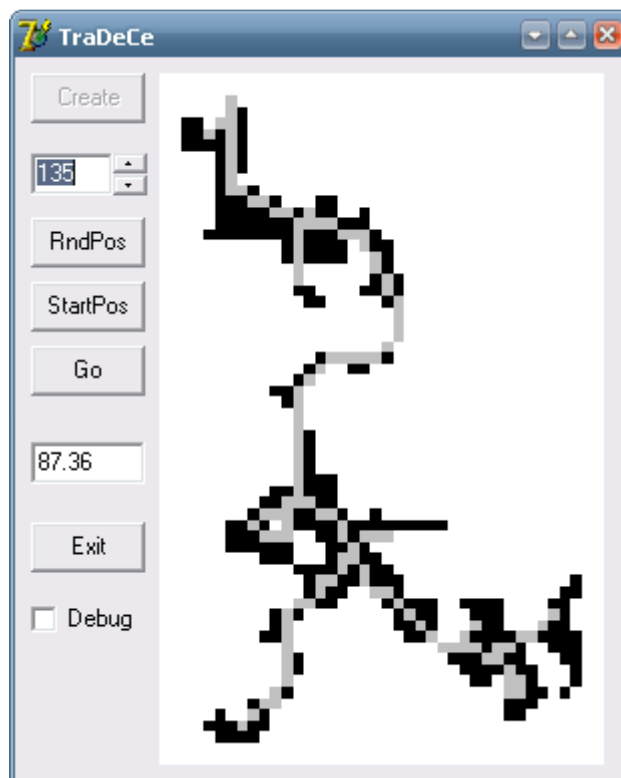 TraDeCe
Create
135
RndPos
StartPos
Go
87.36
Exit
Debug